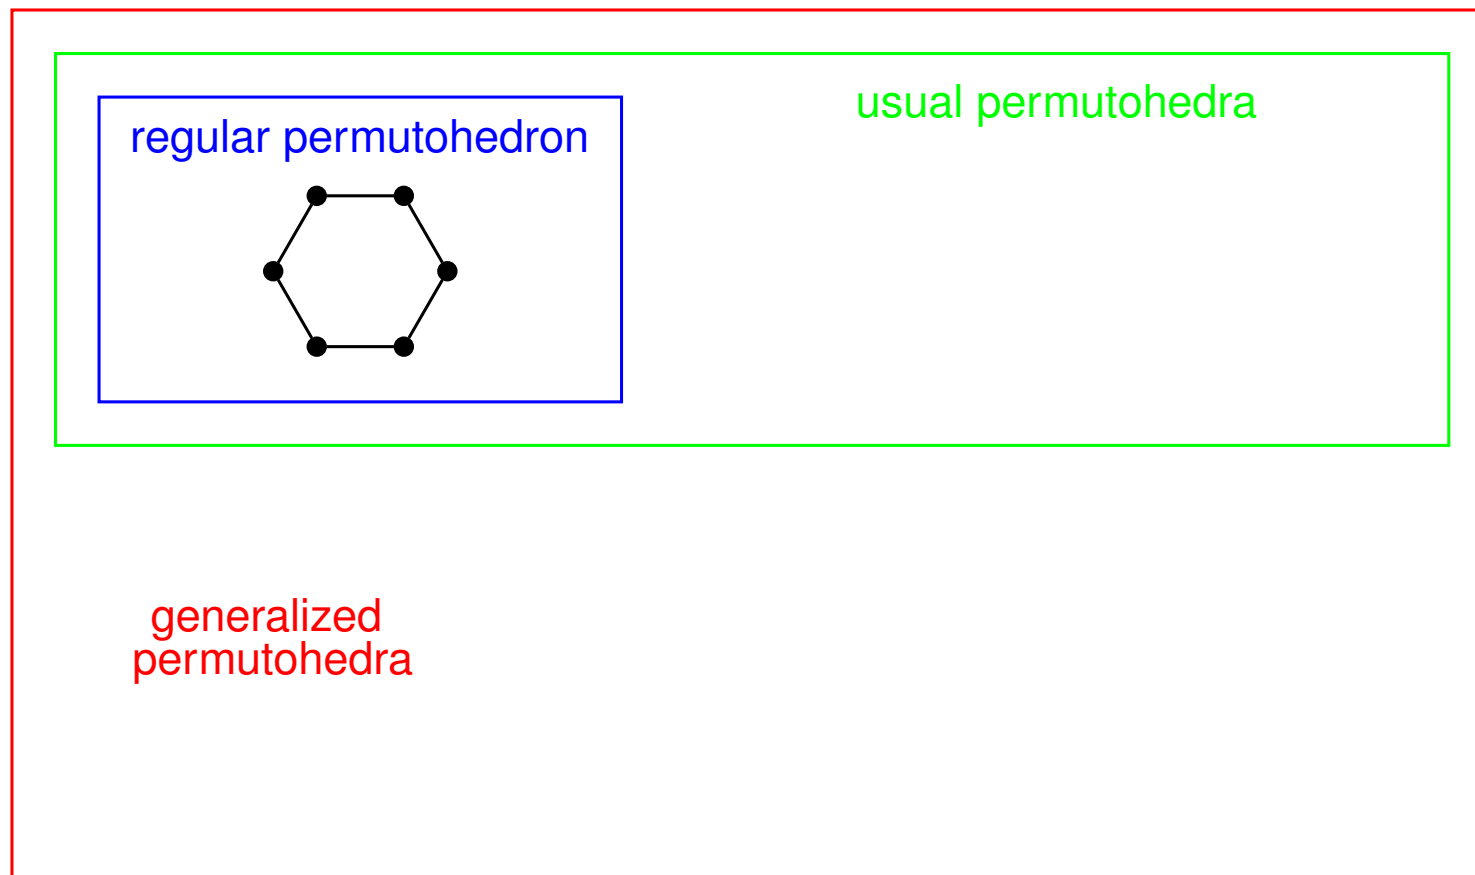 usual permutohedra
regular permutohedron
generalized
permutohedra